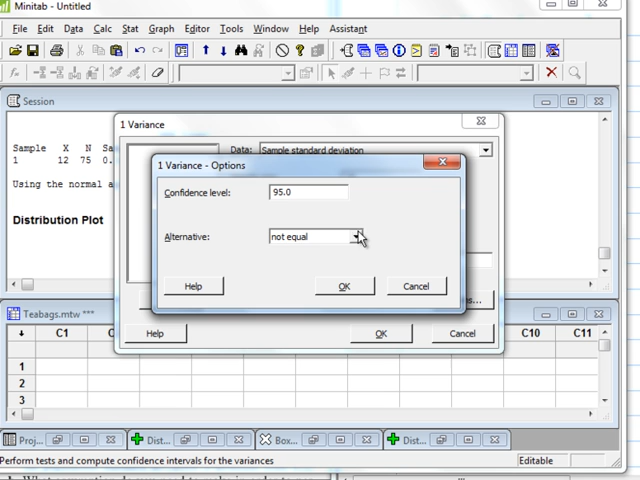 Minitab - Untitled
File Edit Data Calc Stat Graph Editor Tools Window Help Assistant
Session
1 Variance
Sample X N
1 12 75 0.
Using the normal a
Distribution Plot
Data: Sample standard deviation
1 Variance - Options
Confidence level: 95.0
Alternative: not equal
Help OK Cancel
s...
Help OK Cancel
Teabags.mtw ***
C1 C10 C11
1
2
3
Proj... Dist... Box... Dist...
Perform tests and compute confidence intervals for the variances Editable